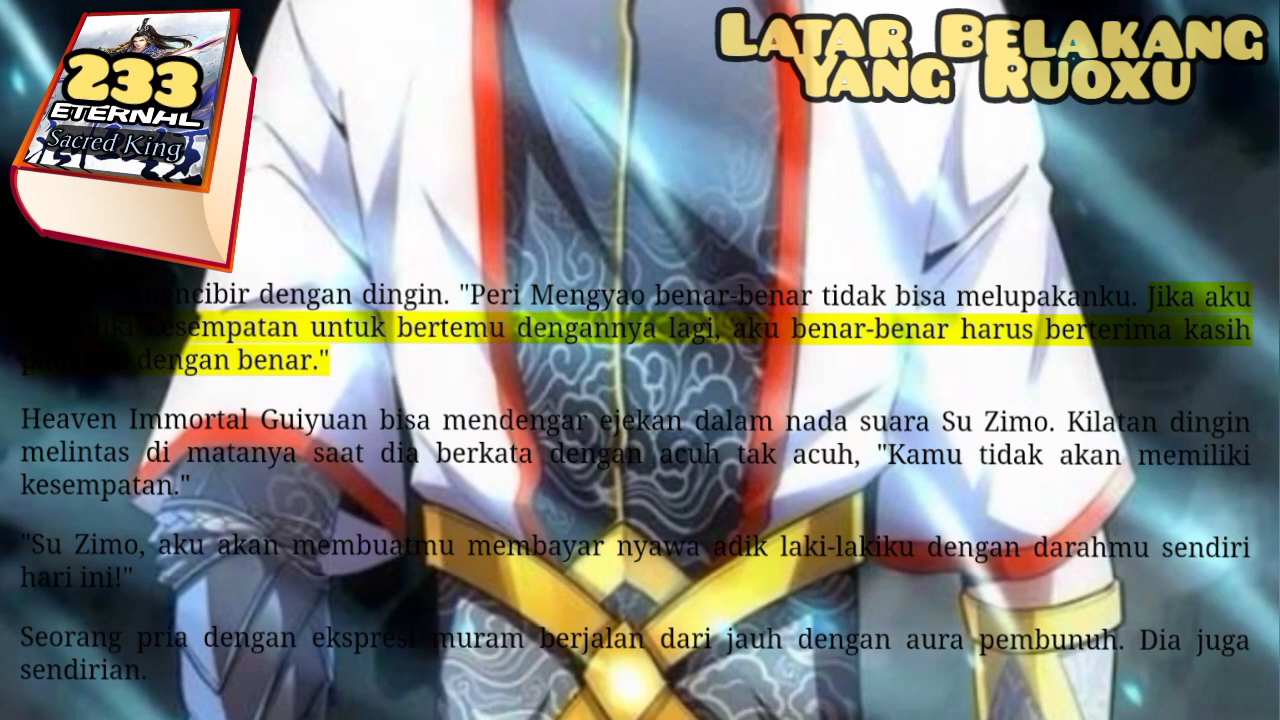 233
ETERNAL
Sacred King
LATAR BELAKANG
YANG RUOXU
mencibir dengan dingin. "Peri Mengyao benar-benar tidak bisa melupakanku. Jika aku
kesempatan untuk bertemu dengannya lagi, aku benar-benar harus berterima kasih
dengan benar."
Heaven Immortal Guiyuan bisa mendengar ejekan dalam nada suara Su Zimo. Kilatan dingin
melintas di matanya saat dia berkata dengan acuh tak acuh, "Kamu tidak akan memiliki
kesempatan."
"Su Zimo, aku akan membuatmu membayar nyawa adik laki-lakiku dengan darahmu sendiri
hari ini!"
Seorang pria dengan ekspresi muram berjalan dari jauh dengan aura pembunuh. Dia juga
sendirian.